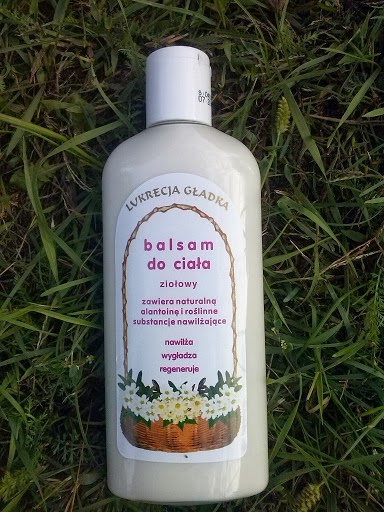 LUKRECJA GŁADKA
balsam
do ciała
ziołowy
zawiera naturalną
alantoinę i roślinne
substancje nawilżające
nawilża
wygładza
regeneruje